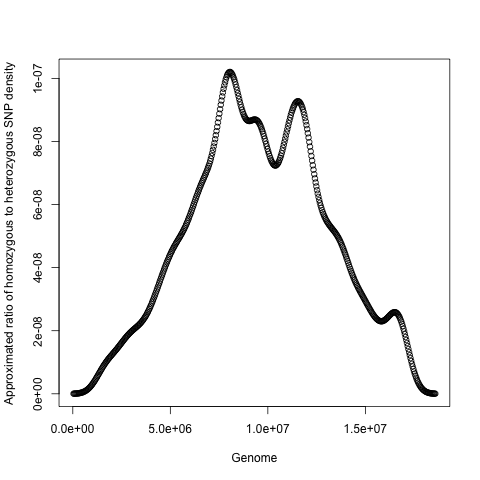 Approximated ratio of homozygous to heterozygous SNP density
1e-07
8e-08
6e-08
4e-08
2e-08
0e+00
0.0e+00 5.0e+06 1.0e+07 1.5e+07
Genome